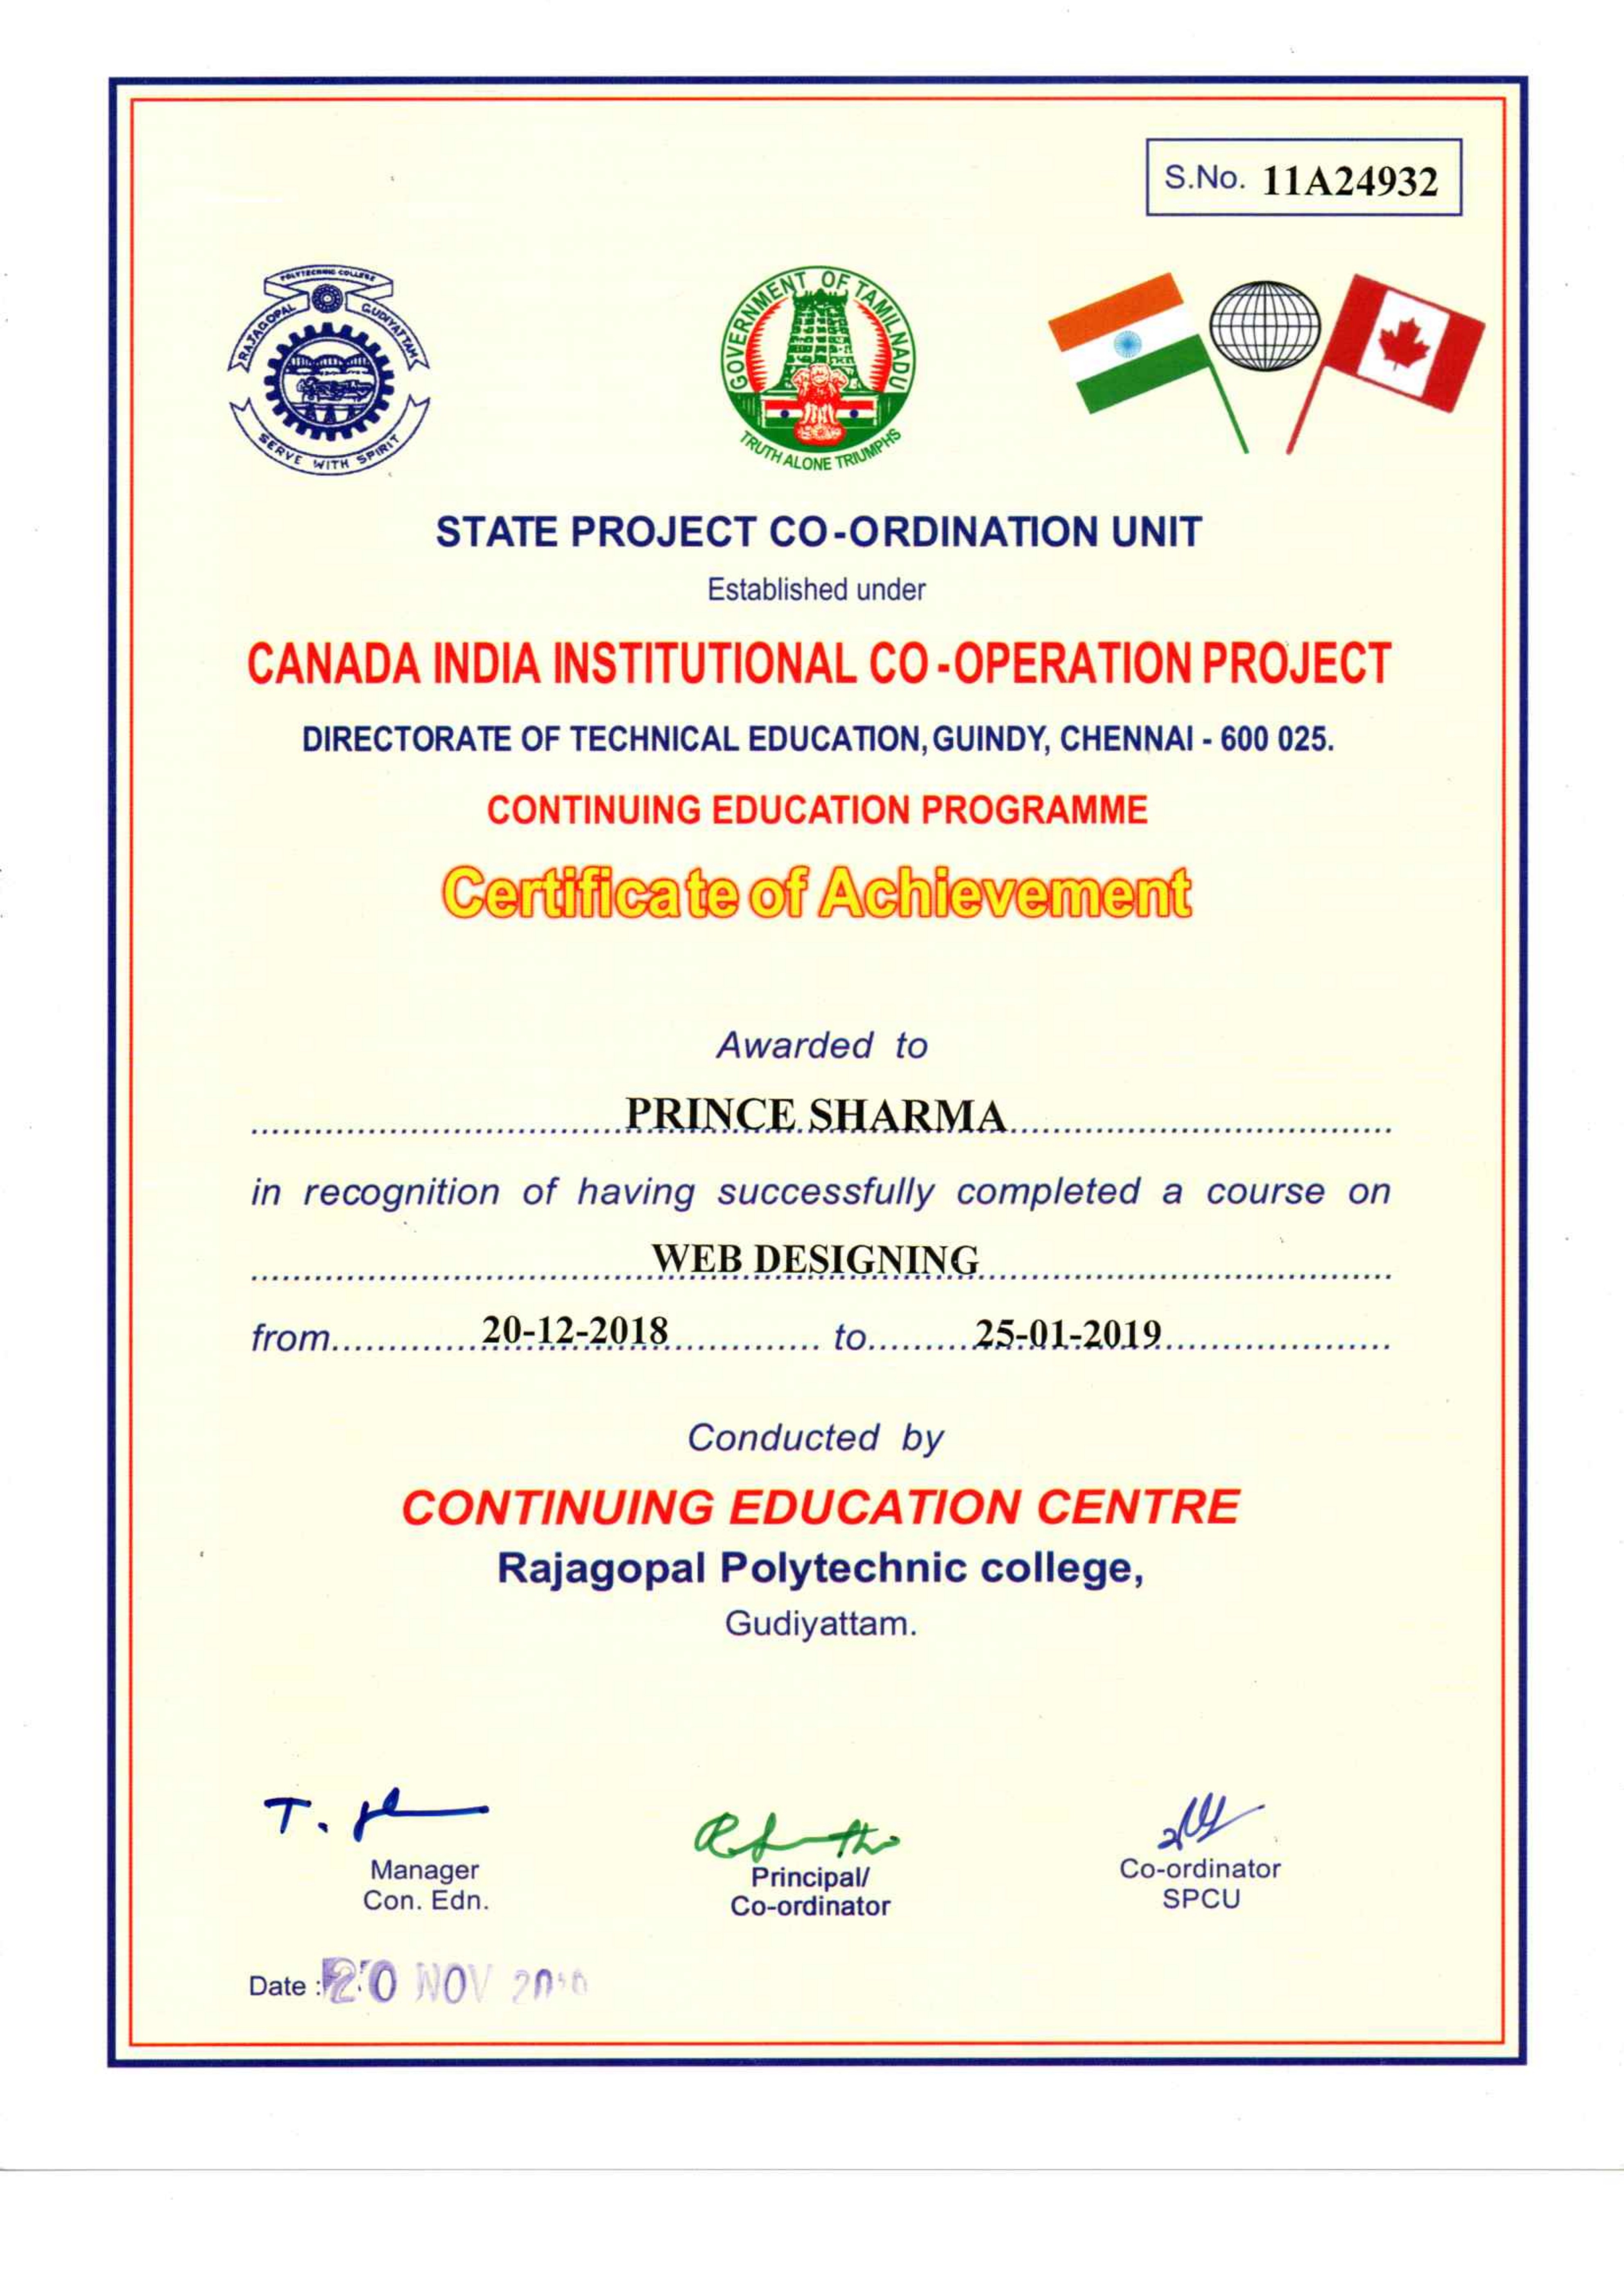 S.No. 11A24932
POLYTECHNIC COLLEGE
RAJAGOPAL
GUDIYATTAM
SERVE WITH SPIRIT
GOVERNMENT OF TAMILNADU
TRUTH ALONE TRIUMPHS
STATE PROJECT CO-ORDINATION UNIT
Established under
CANADA INDIA INSTITUTIONAL CO-OPERATION PROJECT
DIRECTORATE OF TECHNICAL EDUCATION, GUINDY, CHENNAI - 600 025.
CONTINUING EDUCATION PROGRAMME
Certificate of Achievement
Awarded to
PRINCE SHARMA
in recognition of having successfully completed a course on
WEB DESIGNING
from 20-12-2018 to 25-01-2019
Conducted by
CONTINUING EDUCATION CENTRE
Rajagopal Polytechnic college,
Gudiyattam.
Manager
Con. Edn.
Principal/
Co-ordinator
Co-ordinator
SPCU
Date : 20 NOV